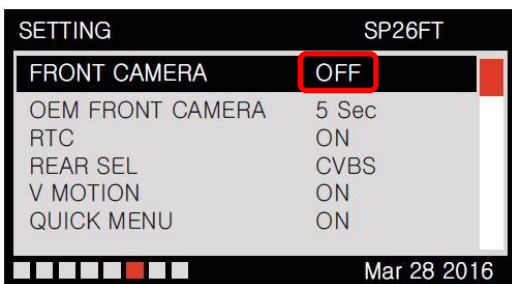 SETTING SP26FT
FRONT CAMERA OFF
OEM FRONT CAMERA 5 Sec
RTC ON
REAR SEL CVBS
V MOTION ON
QUICK MENU ON
Mar 28 2016